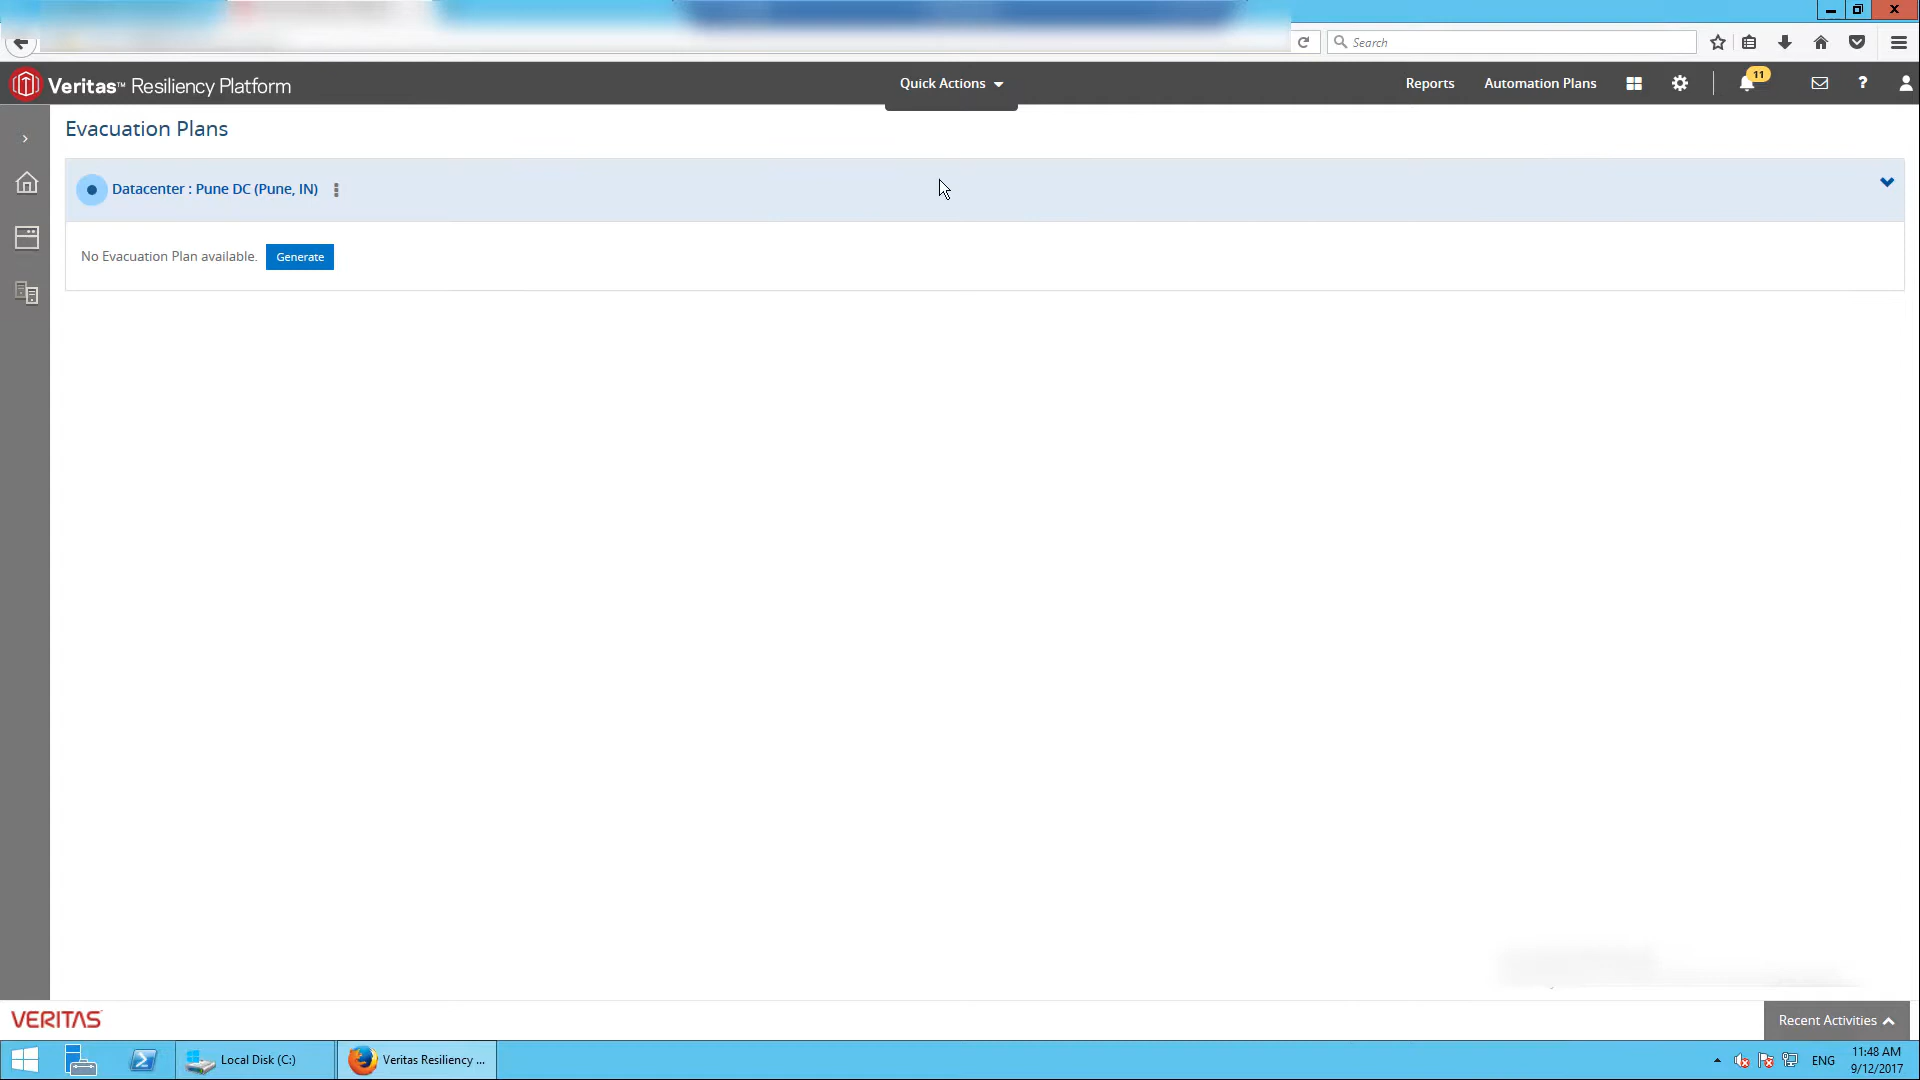 Search
Veritas™ Resiliency Platform
Quick Actions
Reports
Automation Plans
11
?
Evacuation Plans
Datacenter : Pune DC (Pune, IN)
No Evacuation Plan available.
Generate
VERITAS
Recent Activities
Local Disk (C:)
Veritas Resiliency ...
ENG
11:48 AM
9/12/2017